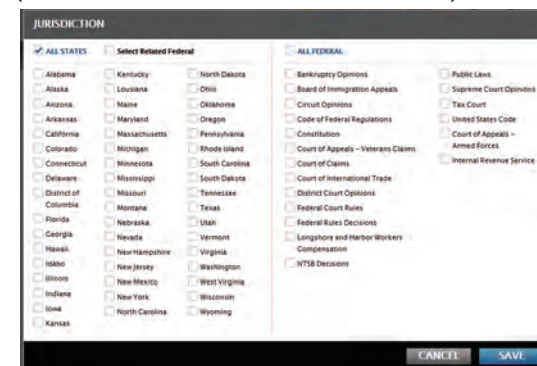 JURISDICTION
ALL STATES
Select Related Federal
Alabama
Alaska
Arizona
Arkansas
California
Colorado
Connecticut
Delaware
District of
Columbia
Florida
Georgia
Hawaii
Idaho
Illinois
Indiana
Iowa
Kansas
Kentucky
Lousiana
Maine
Maryland
Massachusetts
Michigan
Minnesota
Mississippi
Missouri
Montana
Nebraska
Nevada
New Hampshire
New Jersey
New Mexico
New York
North Carolina
North Dakota
Ohio
Oklahoma
Oregon
Pennsylvania
Rhode Island
South Carolina
South Dakota
Tennessee
Texas
Utah
Vermont
Virginia
Washington
West Virginia
Wisconsin
Wyoming
ALL FEDERAL
Bankruptcy Opinions
Board of Immigration Appeals
Circuit Opinions
Code of Federal Regulations
Constitution
Court of Appeals – Veterans Claims
Court of Claims
Court of International Trade
District Court Opinions
Federal Court Rules
Federal Rules Decisions
Longshore and Harbor Workers
Compensation
NTSB Decisions
Public Laws
Supreme Court Opinions
Tax Court
United States Code
Court of Appeals –
Armed Forces
Internal Revenue Service
CANCEL
SAVE